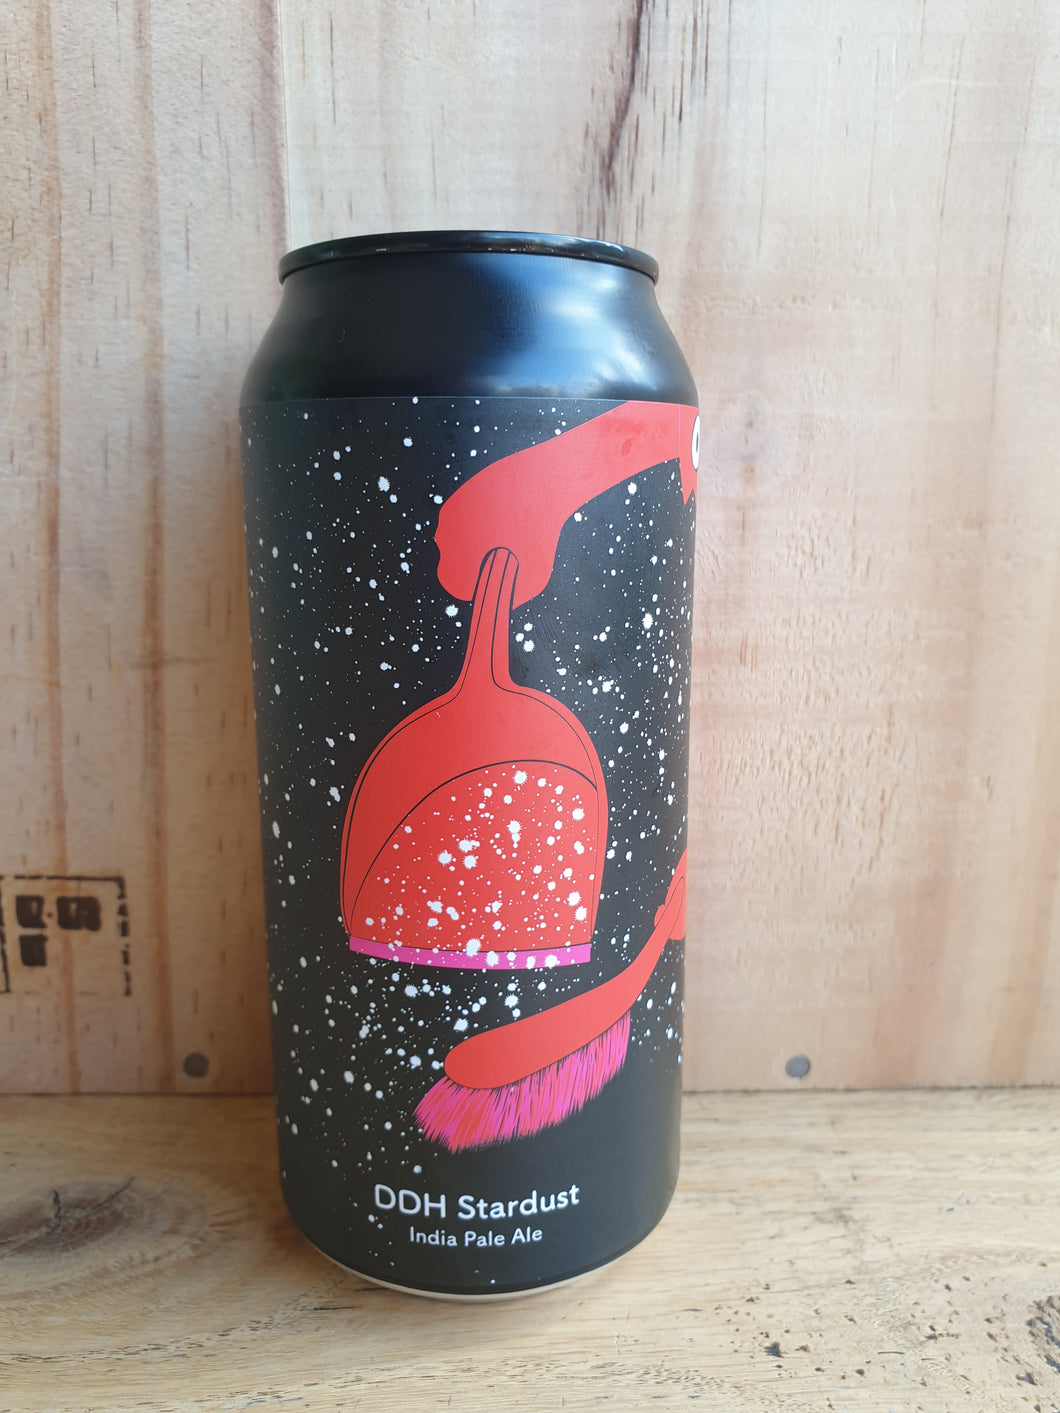 DDH Stardust
India Pale Ale